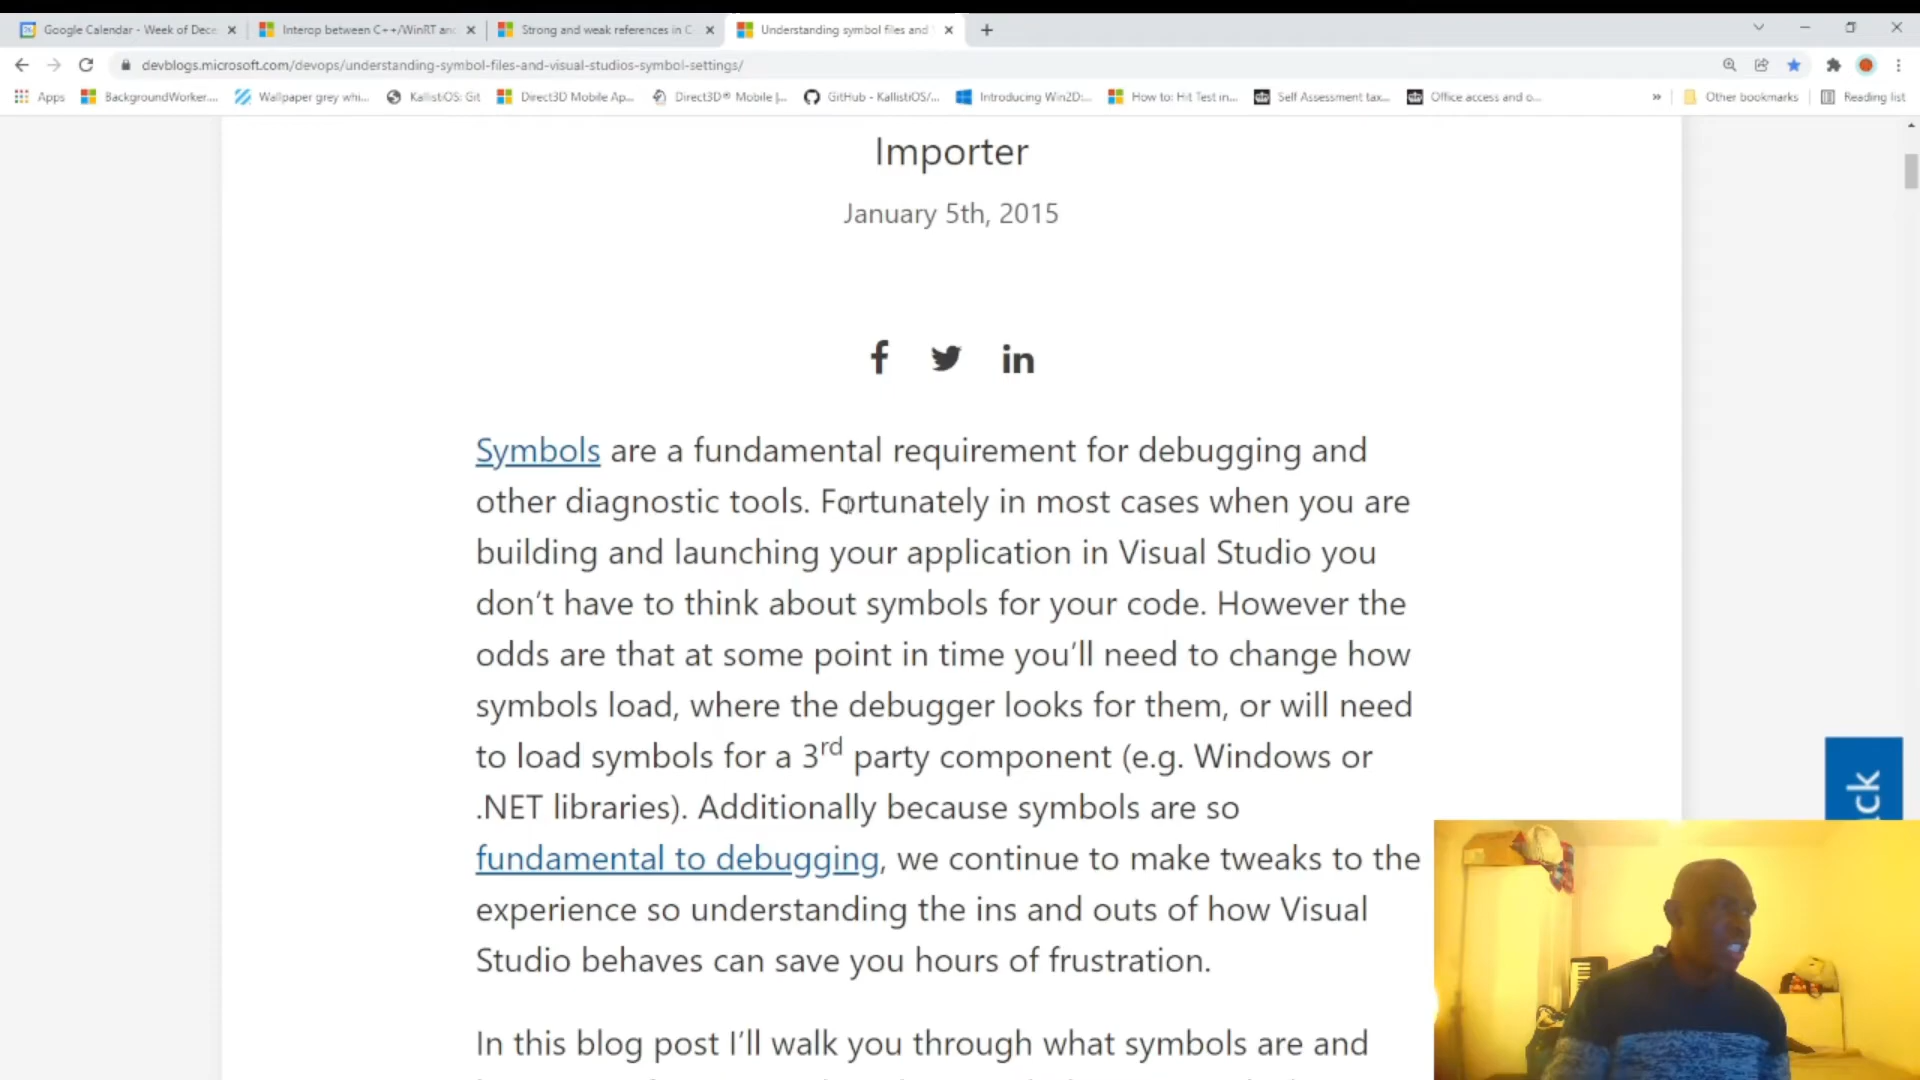 Google Calendar - Week of Dece
Interop between C++/WinRT and
Strong and weak references in C
Understanding symbol files and
devblogs.microsoft.com/devops/understanding-symbol-files-and-visual-studios-symbol-settings/
Apps
BackgroundWorker....
Wallpaper grey whi...
KallistiOS: Git
Direct3D Mobile Ap...
Direct3D® Mobile |...
GitHub - KallistiOS/...
Introducing Win2D:...
How to: Hit Test in...
Self Assessment tax...
Office access and o...
»
Other bookmarks
Reading list
Importer
January 5th, 2015
Symbols are a fundamental requirement for debugging and
other diagnostic tools. Fortunately in most cases when you are
building and launching your application in Visual Studio you
don’t have to think about symbols for your code. However the
odds are that at some point in time you’ll need to change how
symbols load, where the debugger looks for them, or will need
to load symbols for a 3rd party component (e.g. Windows or
.NET libraries). Additionally because symbols are so
fundamental to debugging, we continue to make tweaks to the
experience so understanding the ins and outs of how Visual
Studio behaves can save you hours of frustration.
In this blog post I’ll walk you through what symbols are and
ck